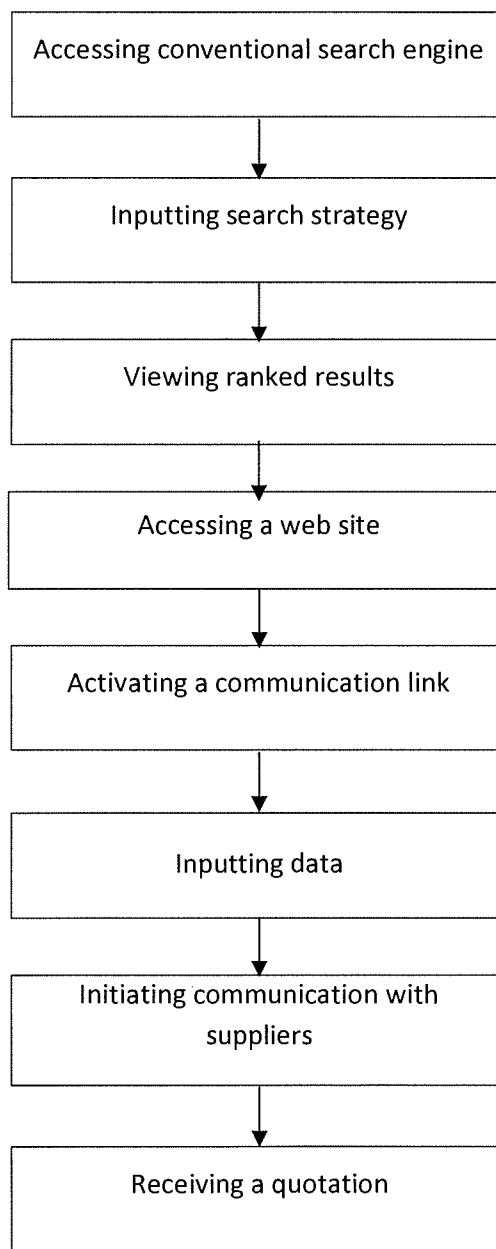 Accessing conventional search engine
Inputting search strategy
Viewing ranked results
Accessing a web site
Activating a communication link
Inputting data
Initiating communication with
suppliers
Receiving a quotation